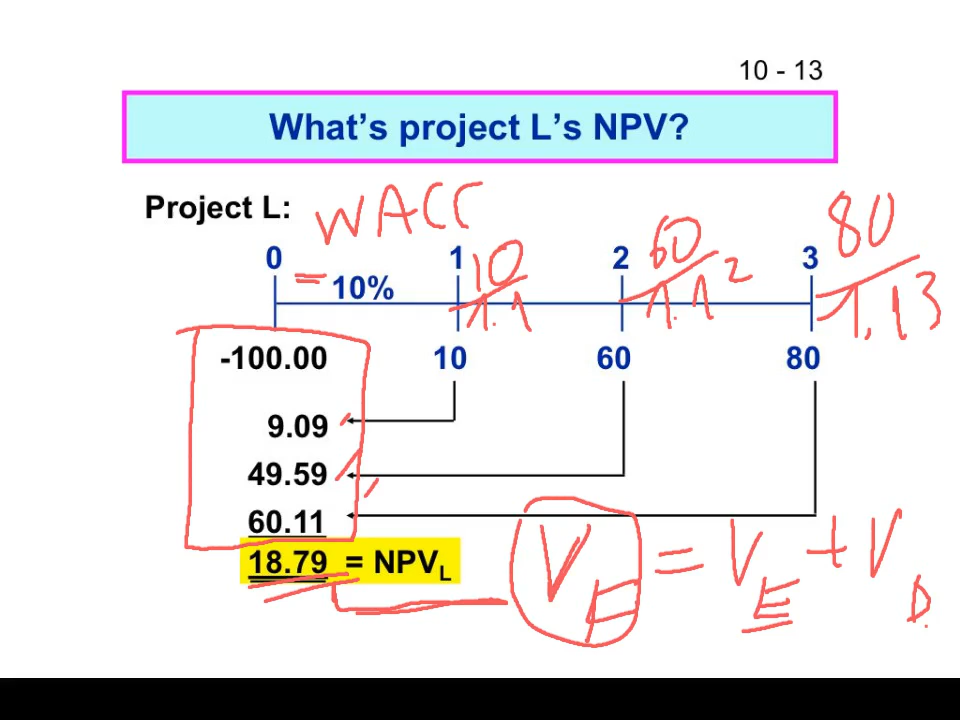 10 - 13
What's project L's NPV?
Project L:
WACC
0 = 10% 1 2 3
10/1.1 60/1.1² 80/1.1³
-100.00 10 60 80
9.09
49.59
60.11
18.79 = NPVL
VE = VE + VD